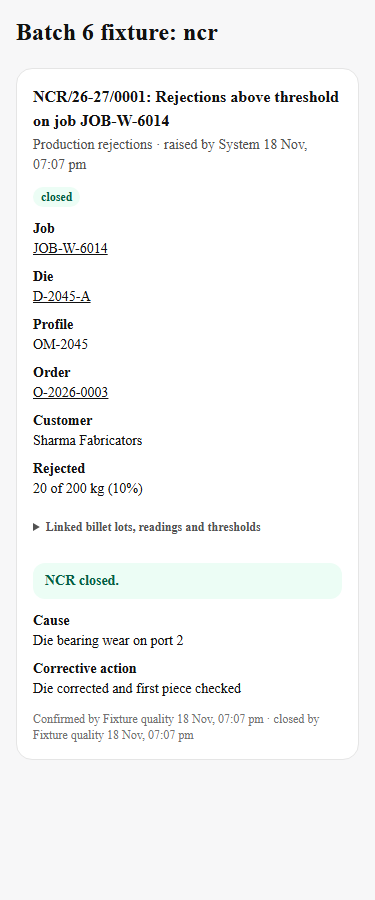 Batch 6 fixture: ncr
NCR/26-27/0001: Rejections above threshold
on job JOB-W-6014
Production rejections · raised by System 18 Nov,
07:07 pm
closed
Job
JOB-W-6014
Die
D-2045-A
Profile
OM-2045
Order
O-2026-0003
Customer
Sharma Fabricators
Rejected
20 of 200 kg (10%)
Linked billet lots, readings and thresholds
NCR closed.
Cause
Die bearing wear on port 2
Corrective action
Die corrected and first piece checked
Confirmed by Fixture quality 18 Nov, 07:07 pm · closed by
Fixture quality 18 Nov, 07:07 pm